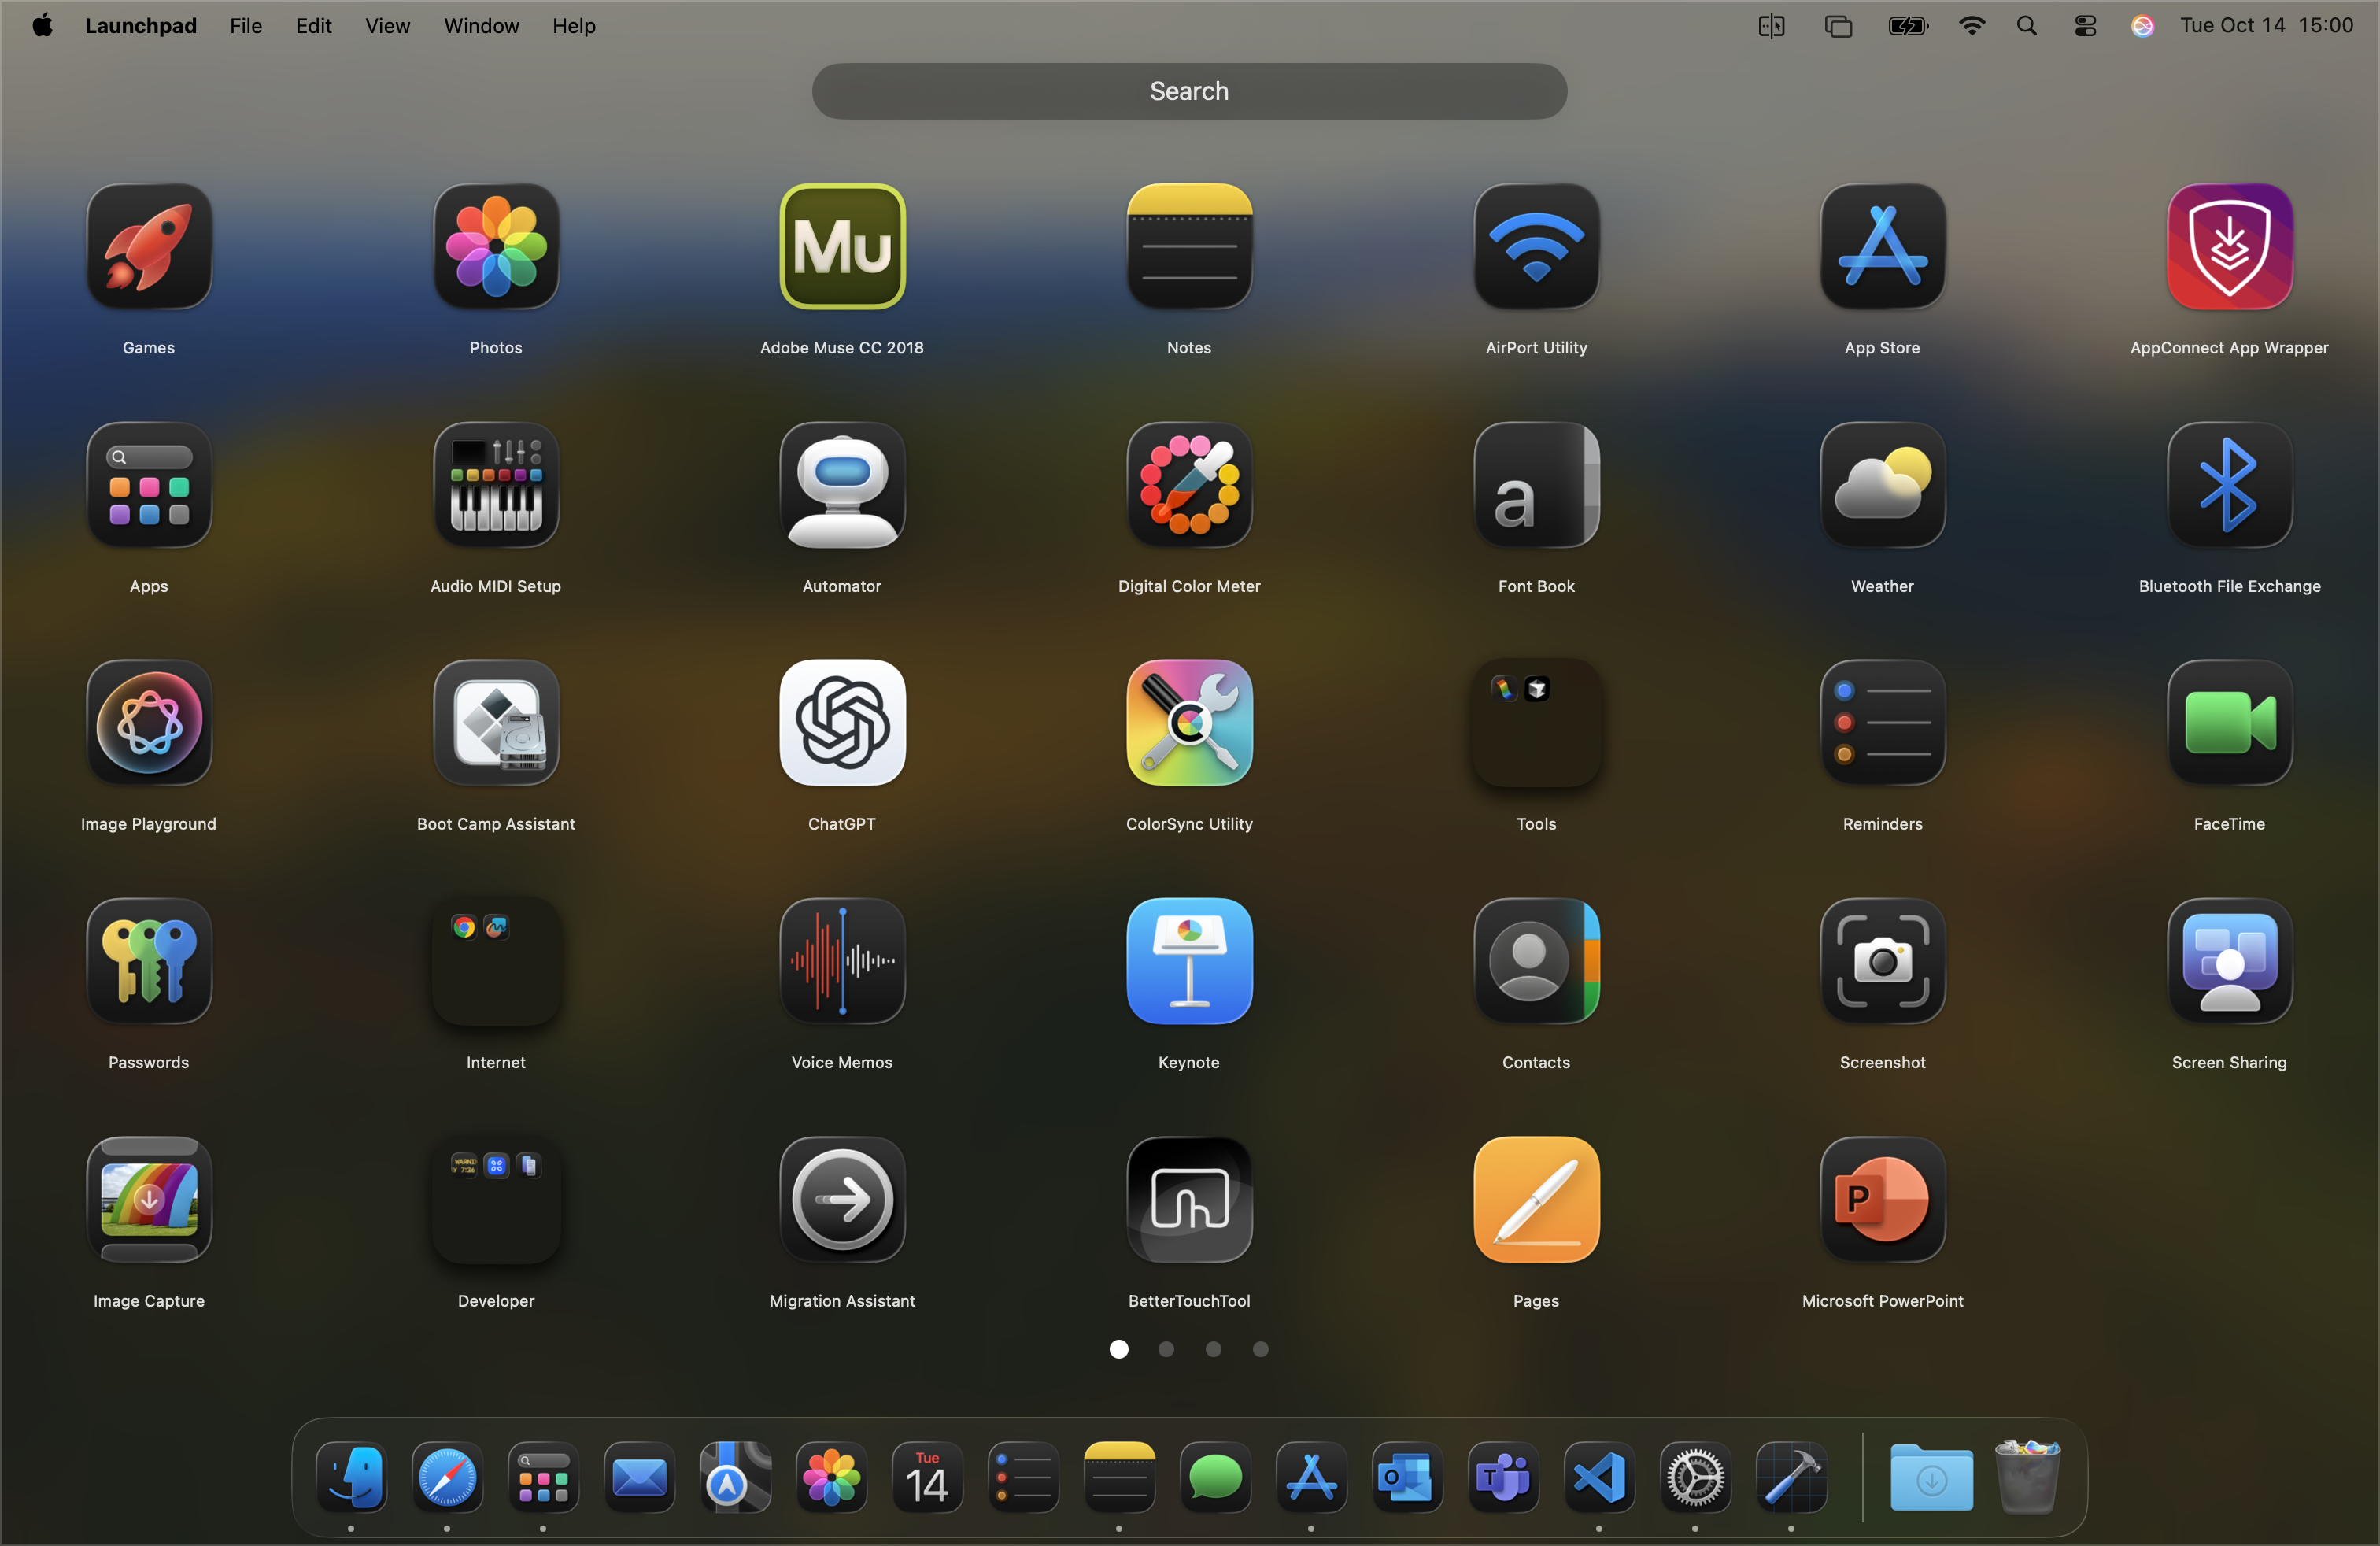 Launchpad File Edit View Window Help Tue Oct 14 15:00
Search
Mu
Games Photos Adobe Muse CC 2018 Notes AirPort Utility App Store AppConnect App Wrapper
a
Apps Audio MIDI Setup Automator Digital Color Meter Font Book Weather Bluetooth File Exchange
Image Playground Boot Camp Assistant ChatGPT ColorSync Utility Tools Reminders FaceTime
Passwords Internet Voice Memos Keynote Contacts Screenshot Screen Sharing
WARNI
Y 7:36
P
Image Capture Developer Migration Assistant BetterTouchTool Pages Microsoft PowerPoint
Tue
14
O T